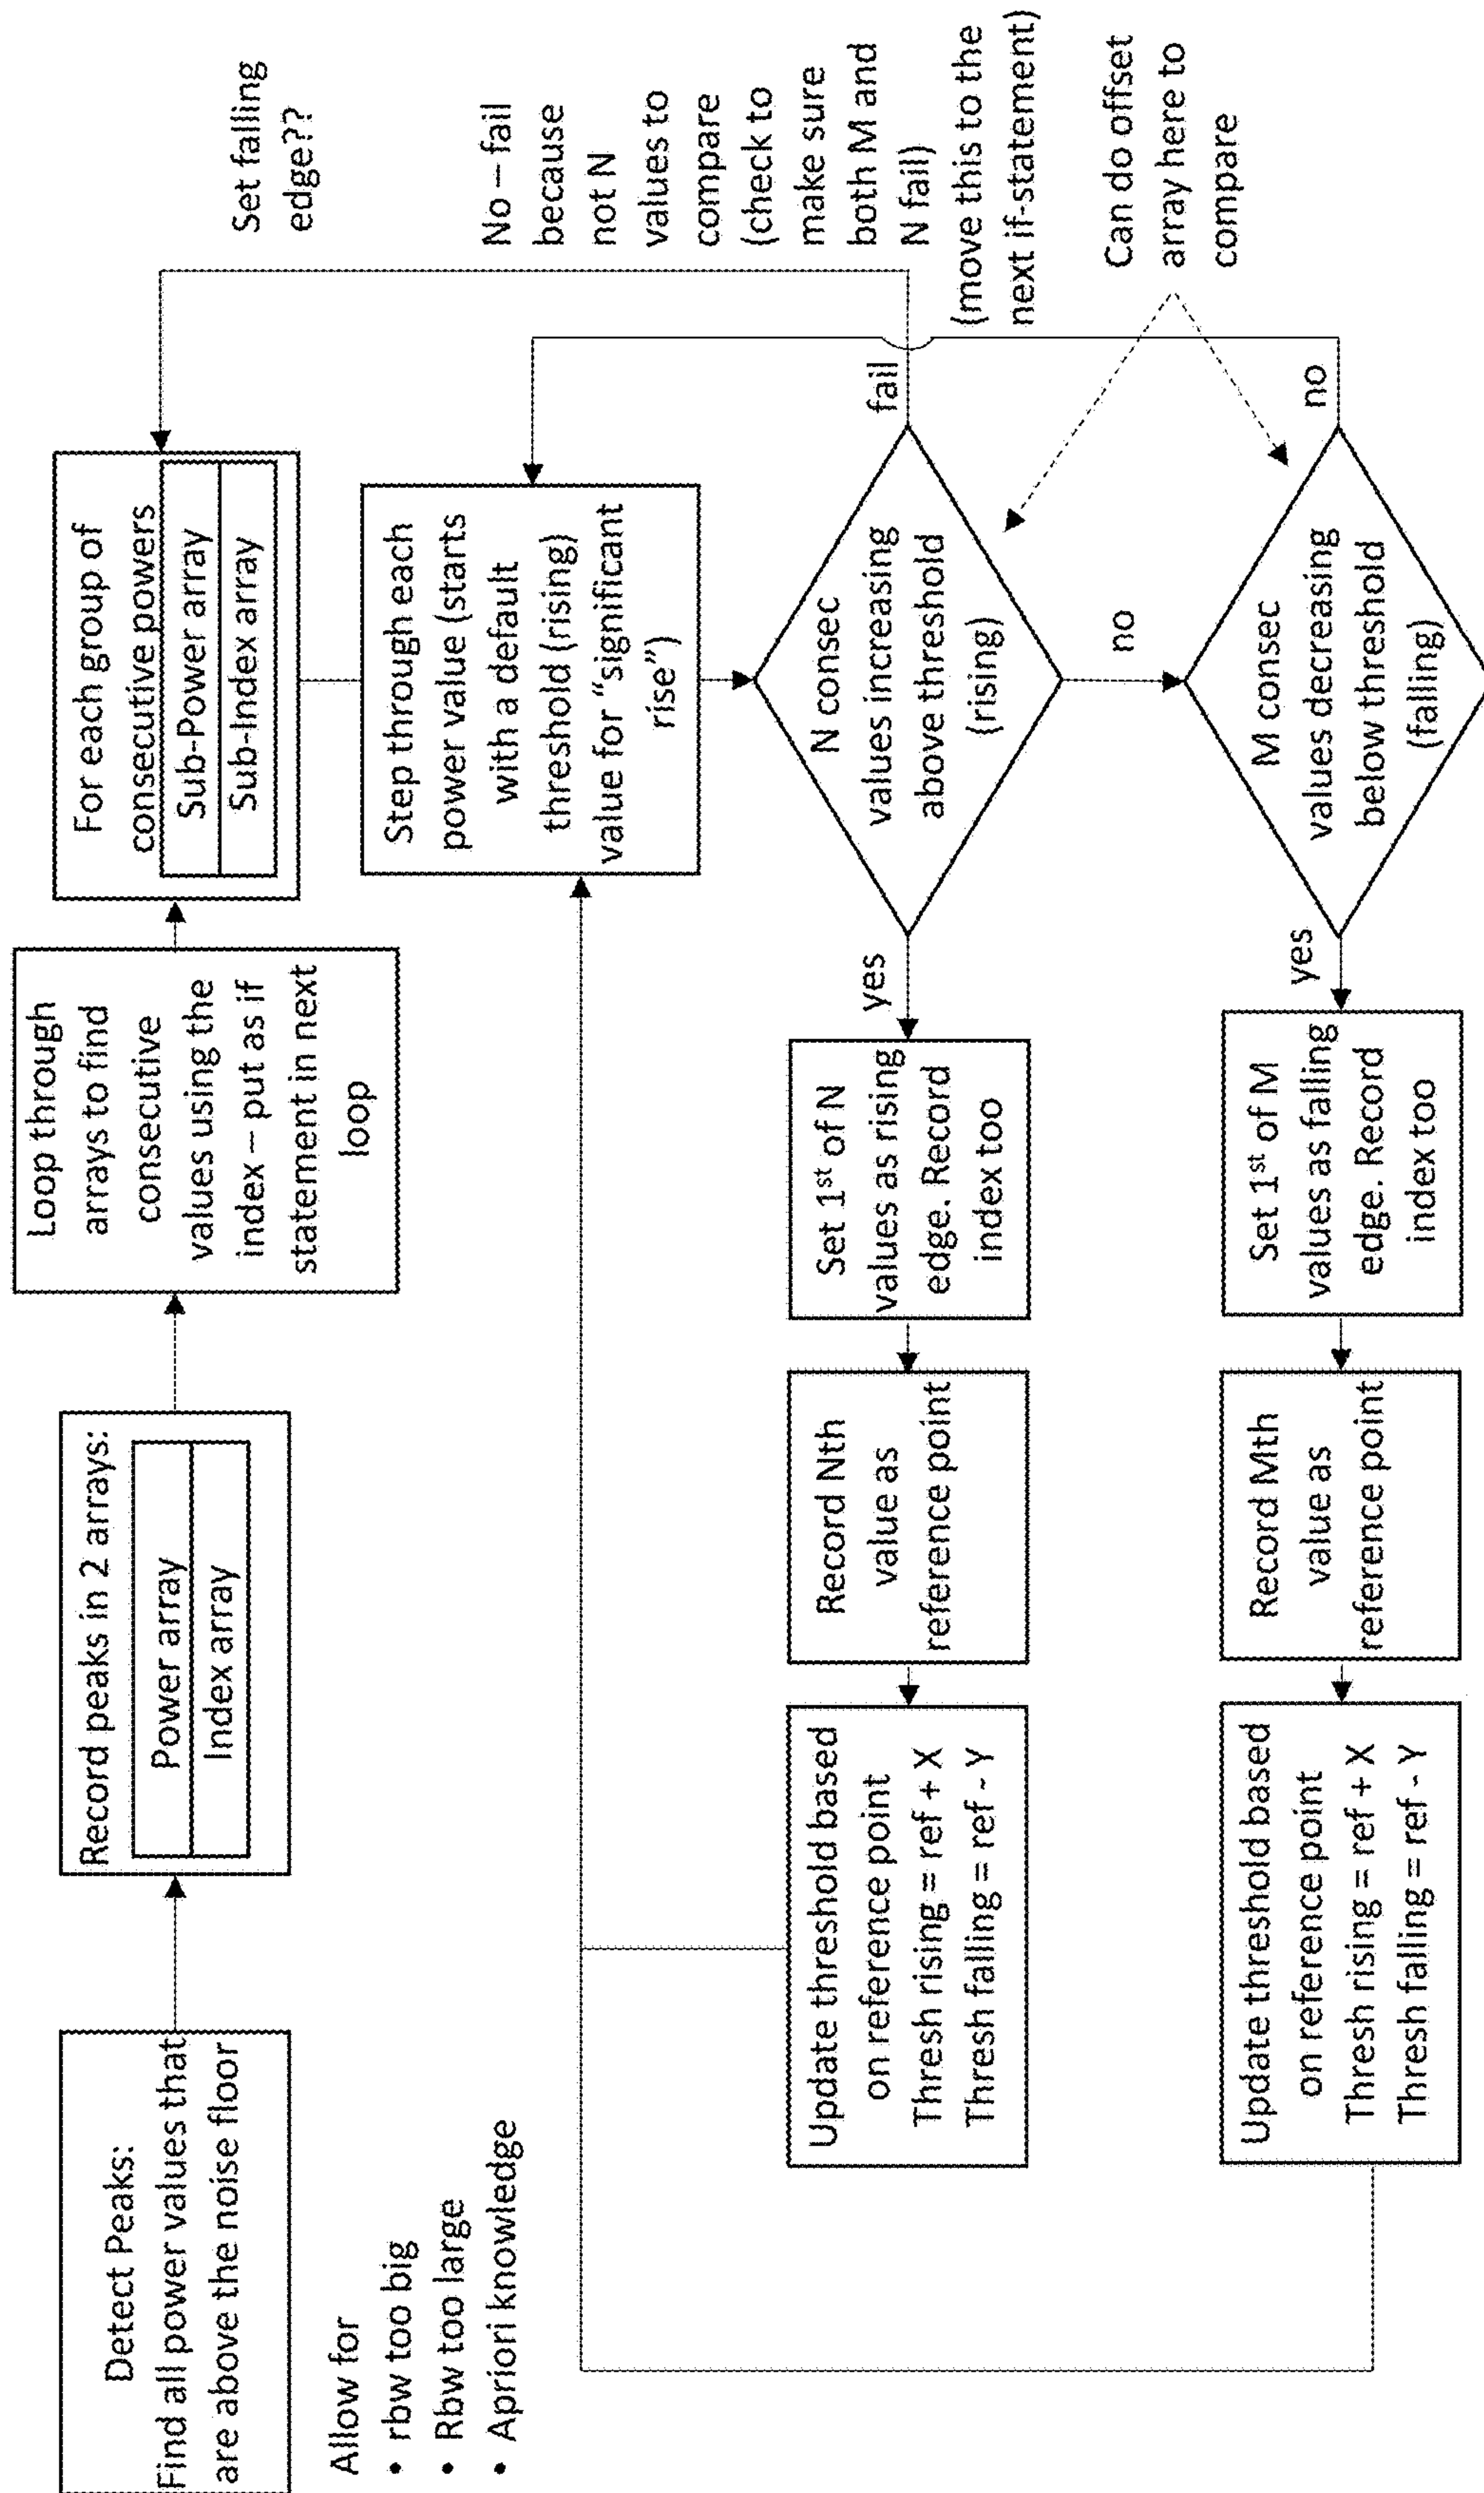 Detect Peaks:
Find all power values that
are above the noise floor
Record peaks in 2 arrays:
Power array
Index array
Loop through
arrays to find
consecutive
values using the
index – put as if
statement in next
loop
For each group of
consecutive powers
Sub-Power array
Sub-Index array
Set falling
edge??
Allow for
• rbw too big
• Rbw too large
• Apriori knowledge
Step through each
power value (starts
with a default
threshold (rising)
value for “significant
rise”)
No – fail
because
not N
values to
compare
(check to
make sure
both M and
N fail)
(move this to the
next if-statement)
Update threshold based
on reference point
Thresh rising = ref + X
Thresh falling = ref - Y
Record Nth
value as
reference point
Set 1st of N
values as rising
edge. Record
index too
yes
N consec
values increasing
above threshold
(rising)
fail
Can do offset
array here to
compare
no
Update threshold based
on reference point
Thresh rising = ref + X
Thresh falling = ref - Y
Record Mth
value as
reference point
Set 1st of M
values as falling
edge. Record
index too
yes
M consec
values decreasing
below threshold
(falling)
no